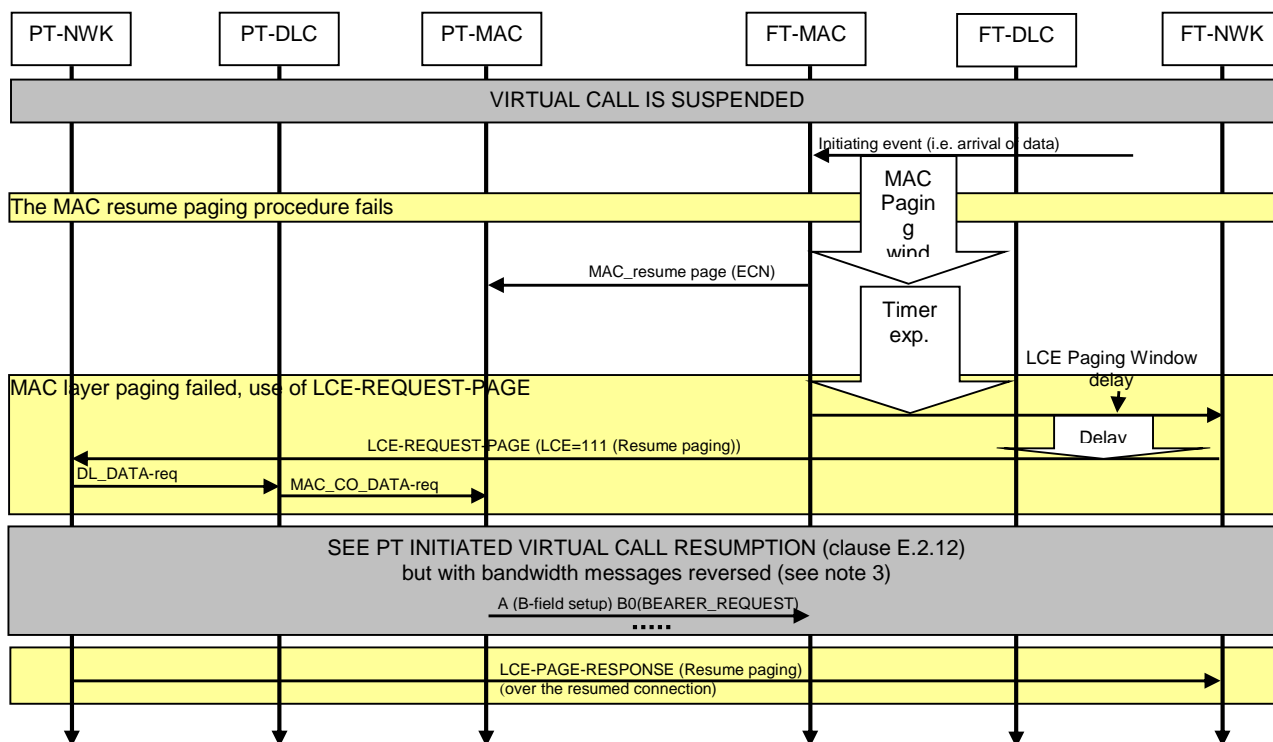 PT-NWK PT-DLC PT-MAC FT-MAC FT-DLC FT-NWK
VIRTUAL CALL IS SUSPENDED
Initiating event (i.e. arrival of data)
MAC
Pagin
g
wind
The MAC resume paging procedure fails
MAC_resume page (ECN)
Timer
exp.
LCE Paging Window
delay
MAC layer paging failed, use of LCE-REQUEST-PAGE
Delay
LCE-REQUEST-PAGE (LCE=111 (Resume paging))
DL_DATA-req
MAC_CO_DATA-req
SEE PT INITIATED VIRTUAL CALL RESUMPTION (clause E.2.12)
but with bandwidth messages reversed (see note 3)
A (B-field setup) B0(BEARER_REQUEST)
.....
LCE-PAGE-RESPONSE (Resume paging)
(over the resumed connection)